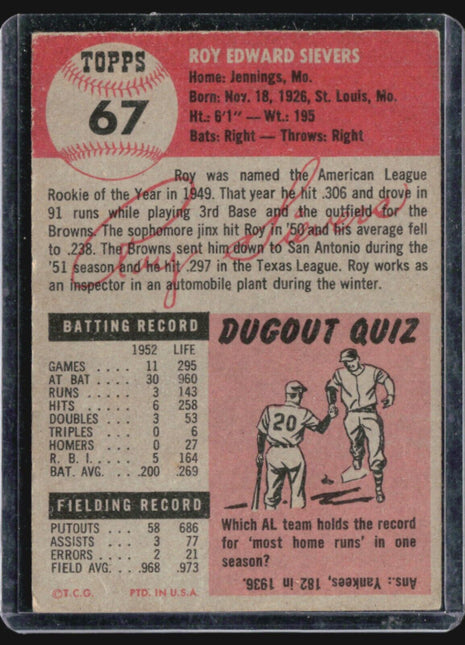 TOPPS
67
ROY EDWARD SIEVERS
Home: Jennings, Mo.
Born: Nov. 18, 1926, St. Louis, Mo.
Ht.: 6'1" — Wt.: 195
Bats: Right — Throws: Right
Roy was named the American League
Rookie of the Year in 1949. That year he hit .306 and drove in
91 runs while playing 3rd Base and the outfield for the
Browns. The sophomore jinx hit Roy in '50 and his average fell
to .238. The Browns sent him down to San Antonio during the
'51 season and he hit .297 in the Texas League. Roy works as
an inspector in an automobile plant during the winter.
Roy Sievers
BATTING RECORD
1952 LIFE
GAMES . . . 11 295
AT BAT . . . 30 960
RUNS . . . 3 143
HITS . . . 6 258
DOUBLES . . 3 53
TRIPLES . . 0 6
HOMERS . . 0 27
R. B. I. . . . 5 164
BAT. AVG. . . .200 .269
FIELDING RECORD
PUTOUTS . . 58 686
ASSISTS . . 3 77
ERRORS . . 2 21
FIELD AVG. . .968 .973
©T.C.G. PTD. IN U.S.A.
DUGOUT QUIZ
20
Which AL team holds the record
for 'most home runs' in one
season?
Ans.: Yankees, 182 in 1936.